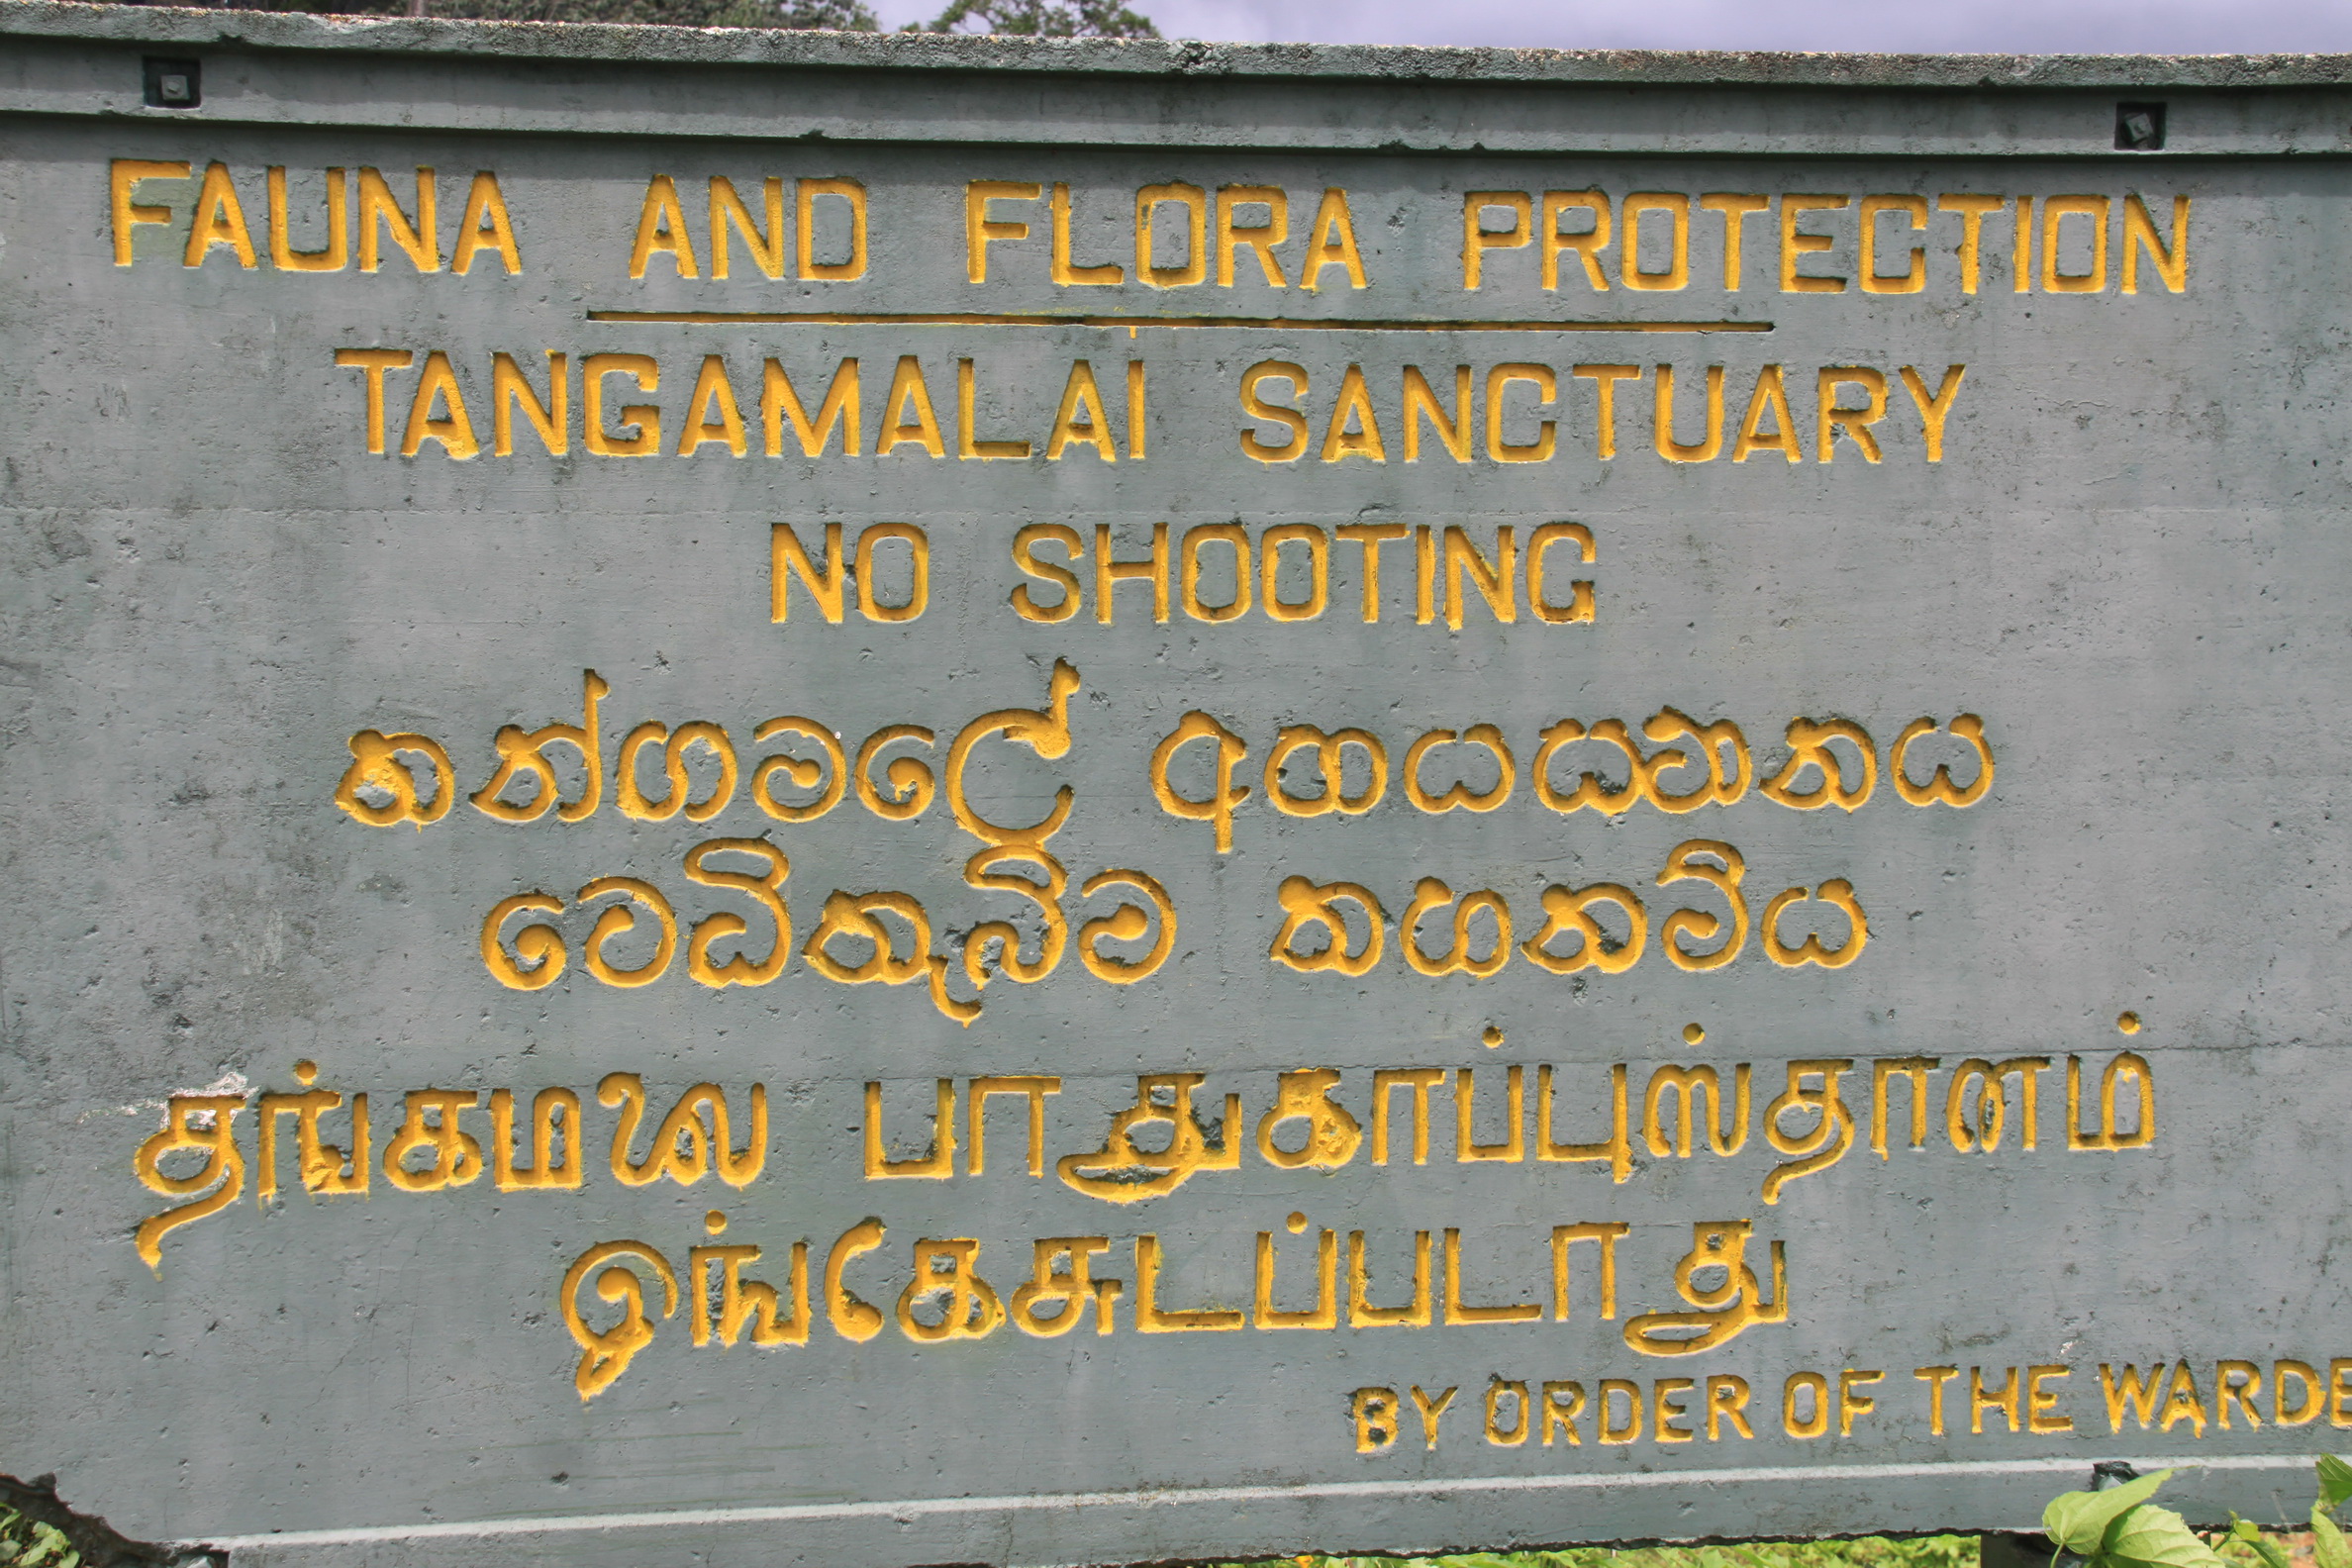 FAUNA AND FLORA PROTECTION
TANGAMALAI SANCTUARY
NO SHOOTING
තන්ගමලේ අභයස්ථානය
වෙඩිතැබීම තහනම්ය
தங்கமலை பாதுகாப்புஸ்தானம்
இங்கேசுடப்படாது
BY ORDER OF THE WARDE